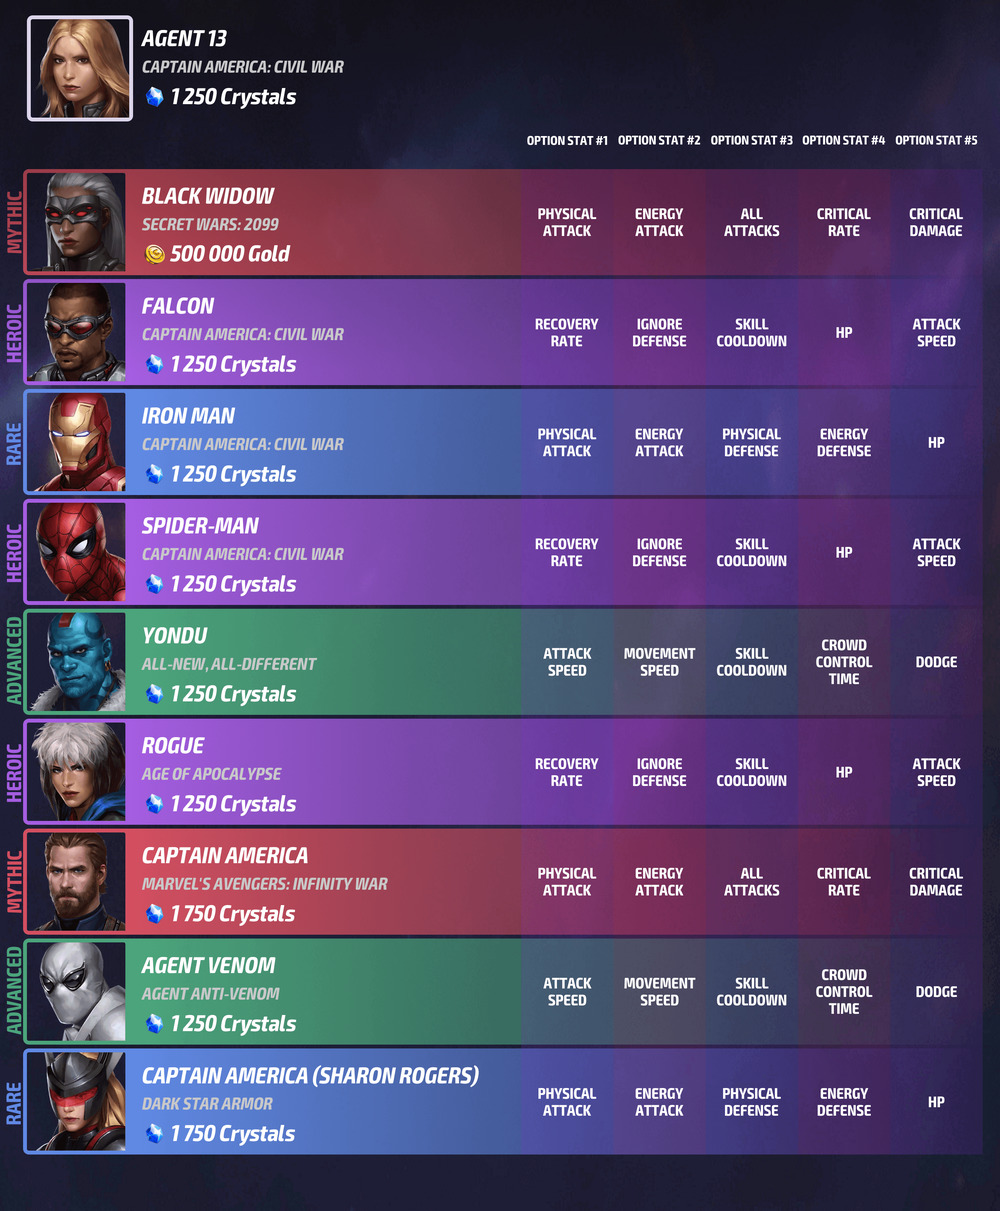 AGENT 13
CAPTAIN AMERICA: CIVIL WAR
1 250 Crystals
OPTION STAT #1 OPTION STAT #2 OPTION STAT #3 OPTION STAT #4 OPTION STAT #5
MYTHIC
BLACK WIDOW
SECRET WARS: 2099
500 000 Gold
PHYSICAL ATTACK
ENERGY ATTACK
ALL ATTACKS
CRITICAL RATE
CRITICAL DAMAGE
HEROIC
FALCON
CAPTAIN AMERICA: CIVIL WAR
1 250 Crystals
RECOVERY RATE
IGNORE DEFENSE
SKILL COOLDOWN
HP
ATTACK SPEED
RARE
IRON MAN
CAPTAIN AMERICA: CIVIL WAR
1 250 Crystals
PHYSICAL ATTACK
ENERGY ATTACK
PHYSICAL DEFENSE
ENERGY DEFENSE
HP
HEROIC
SPIDER-MAN
CAPTAIN AMERICA: CIVIL WAR
1 250 Crystals
RECOVERY RATE
IGNORE DEFENSE
SKILL COOLDOWN
HP
ATTACK SPEED
ADVANCED
YONDU
ALL-NEW, ALL-DIFFERENT
1 250 Crystals
ATTACK SPEED
MOVEMENT SPEED
SKILL COOLDOWN
CROWD CONTROL TIME
DODGE
HEROIC
ROGUE
AGE OF APOCALYPSE
1 250 Crystals
RECOVERY RATE
IGNORE DEFENSE
SKILL COOLDOWN
HP
ATTACK SPEED
MYTHIC
CAPTAIN AMERICA
MARVEL'S AVENGERS: INFINITY WAR
1 750 Crystals
PHYSICAL ATTACK
ENERGY ATTACK
ALL ATTACKS
CRITICAL RATE
CRITICAL DAMAGE
ADVANCED
AGENT VENOM
AGENT ANTI-VENOM
1 250 Crystals
ATTACK SPEED
MOVEMENT SPEED
SKILL COOLDOWN
CROWD CONTROL TIME
DODGE
RARE
CAPTAIN AMERICA (SHARON ROGERS)
DARK STAR ARMOR
1 750 Crystals
PHYSICAL ATTACK
ENERGY ATTACK
PHYSICAL DEFENSE
ENERGY DEFENSE
HP